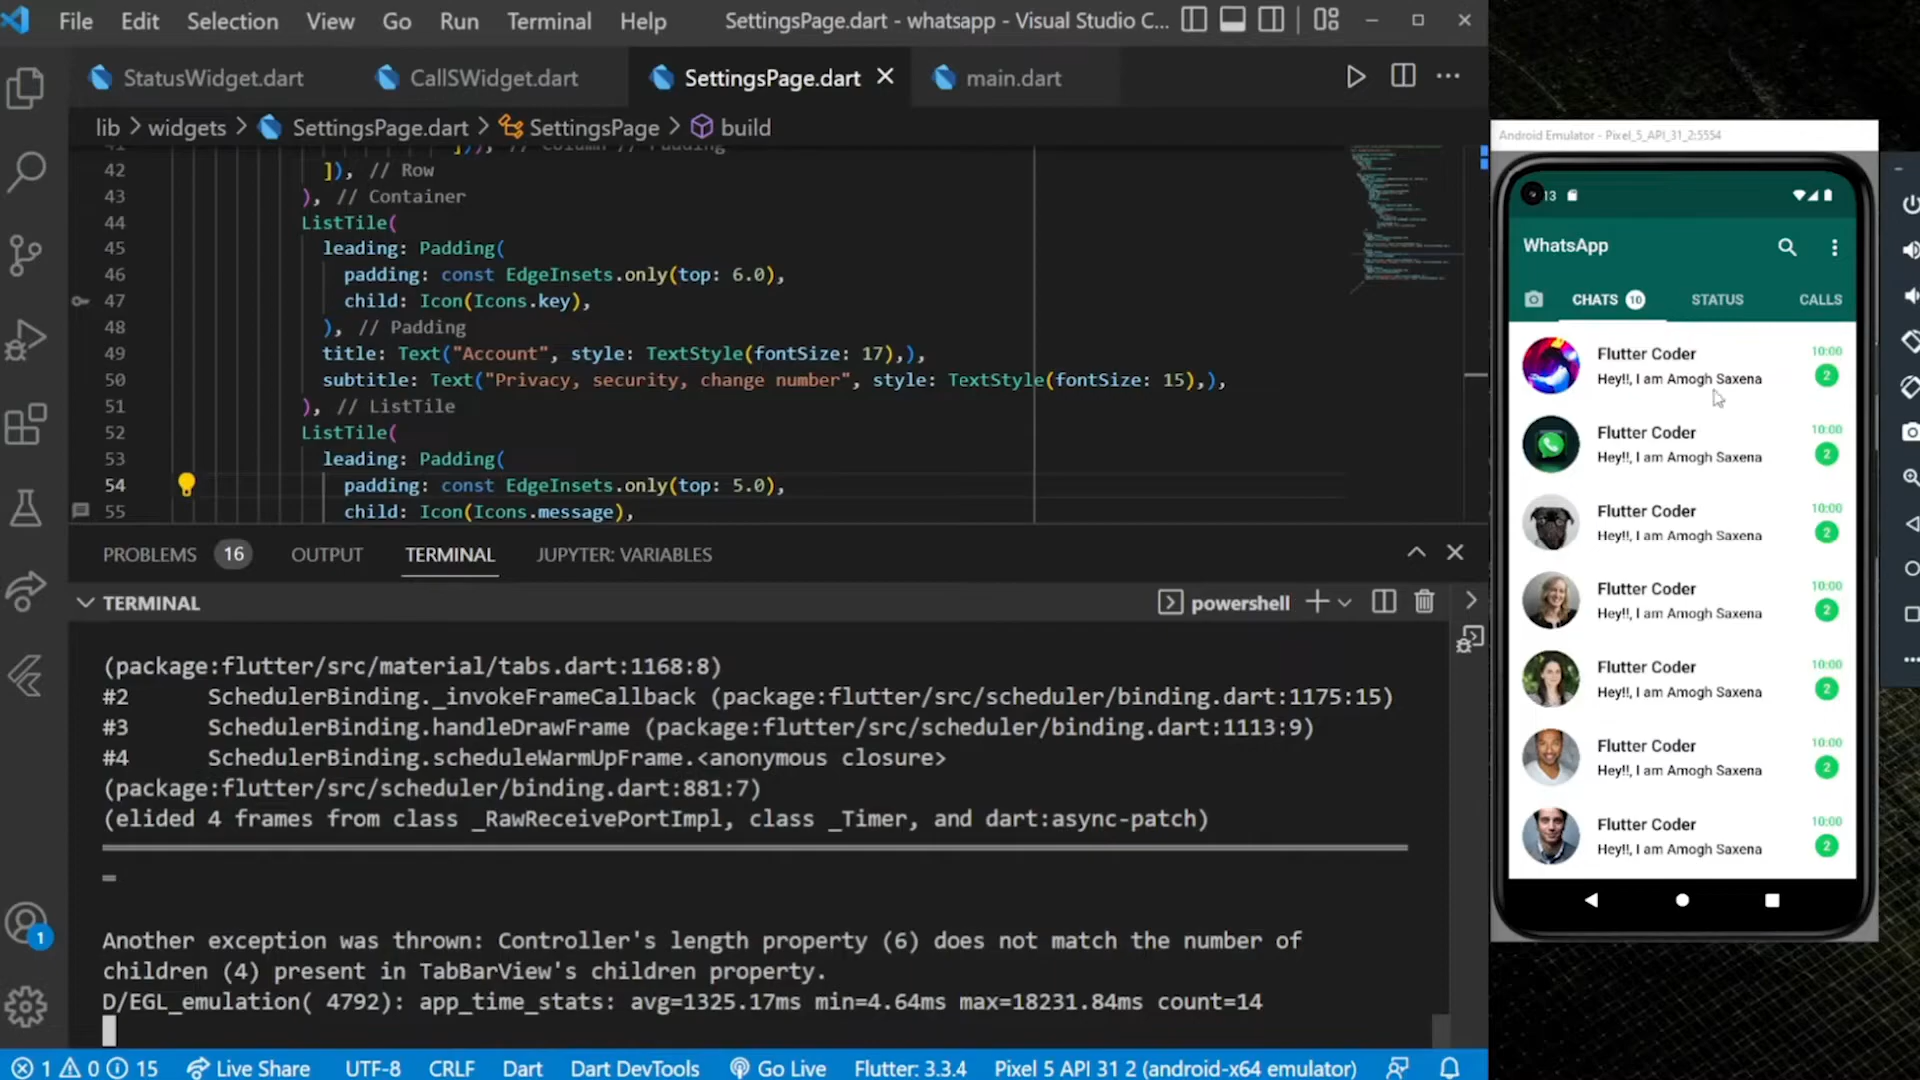 File Edit Selection View Go Run Terminal Help SettingsPage.dart - whatsapp - Visual Studio C...
StatusWidget.dart CallSWidget.dart SettingsPage.dart main.dart
lib > widgets > SettingsPage.dart > SettingsPage > build
41 ])), // Column // Padding
42 ]), // Row
43 ), // Container
44 ListTile(
45 leading: Padding(
46 padding: const EdgeInsets.only(top: 6.0),
47 child: Icon(Icons.key),
48 ), // Padding
49 title: Text("Account", style: TextStyle(fontSize: 17),),
50 subtitle: Text("Privacy, security, change number", style: TextStyle(fontSize: 15),),
51 ), // ListTile
52 ListTile(
53 leading: Padding(
54 padding: const EdgeInsets.only(top: 5.0),
55 child: Icon(Icons.message),
PROBLEMS 16 OUTPUT TERMINAL JUPYTER: VARIABLES
TERMINAL powershell
(package:flutter/src/material/tabs.dart:1168:8)
#2 SchedulerBinding._invokeFrameCallback (package:flutter/src/scheduler/binding.dart:1175:15)
#3 SchedulerBinding.handleDrawFrame (package:flutter/src/scheduler/binding.dart:1113:9)
#4 SchedulerBinding.scheduleWarmUpFrame.<anonymous closure>
(package:flutter/src/scheduler/binding.dart:881:7)
(elided 4 frames from class _RawReceivePortImpl, class _Timer, and dart:async-patch)
Another exception was thrown: Controller's length property (6) does not match the number of
children (4) present in TabBarView's children property.
D/EGL_emulation( 4792): app_time_stats: avg=1325.17ms min=4.64ms max=18231.84ms count=14
1
1 0 15 Live Share UTF-8 CRLF Dart Dart DevTools Go Live Flutter: 3.3.4 Pixel 5 API 31 2 (android-x64 emulator)
Android Emulator - Pixel_5_API_31_2:5554
13
WhatsApp
CHATS 10 STATUS CALLS
Flutter Coder 10:00
Hey!!, I am Amogh Saxena 2
Flutter Coder 10:00
Hey!!, I am Amogh Saxena 2
Flutter Coder 10:00
Hey!!, I am Amogh Saxena 2
Flutter Coder 10:00
Hey!!, I am Amogh Saxena 2
Flutter Coder 10:00
Hey!!, I am Amogh Saxena 2
Flutter Coder 10:00
Hey!!, I am Amogh Saxena 2
Flutter Coder 10:00
Hey!!, I am Amogh Saxena 2